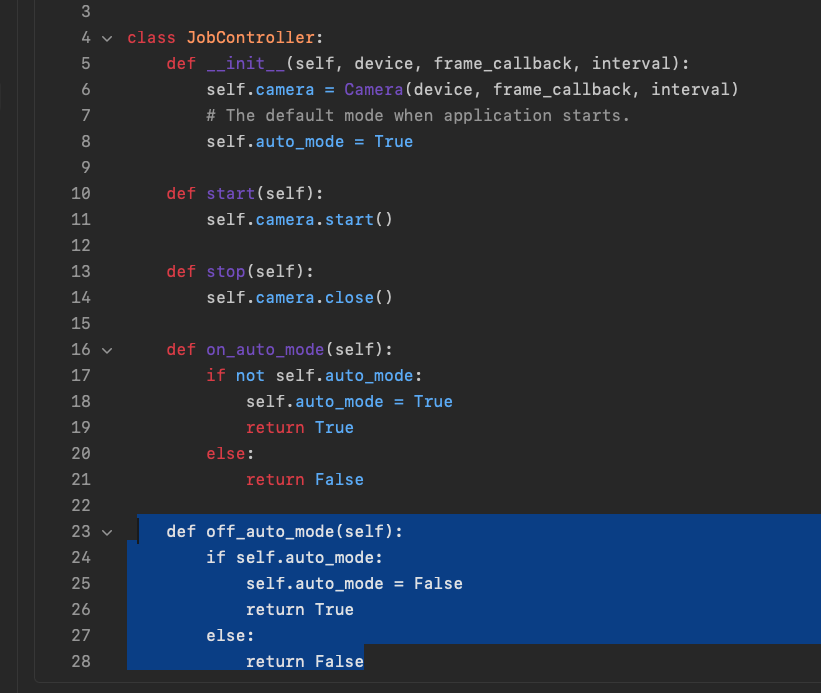 3
4 class JobController:
5     def __init__(self, device, frame_callback, interval):
6         self.camera = Camera(device, frame_callback, interval)
7         # The default mode when application starts.
8         self.auto_mode = True
9
10     def start(self):
11         self.camera.start()
12
13     def stop(self):
14         self.camera.close()
15
16     def on_auto_mode(self):
17         if not self.auto_mode:
18             self.auto_mode = True
19             return True
20         else:
21             return False
22
23     def off_auto_mode(self):
24         if self.auto_mode:
25             self.auto_mode = False
26             return True
27         else:
28             return False